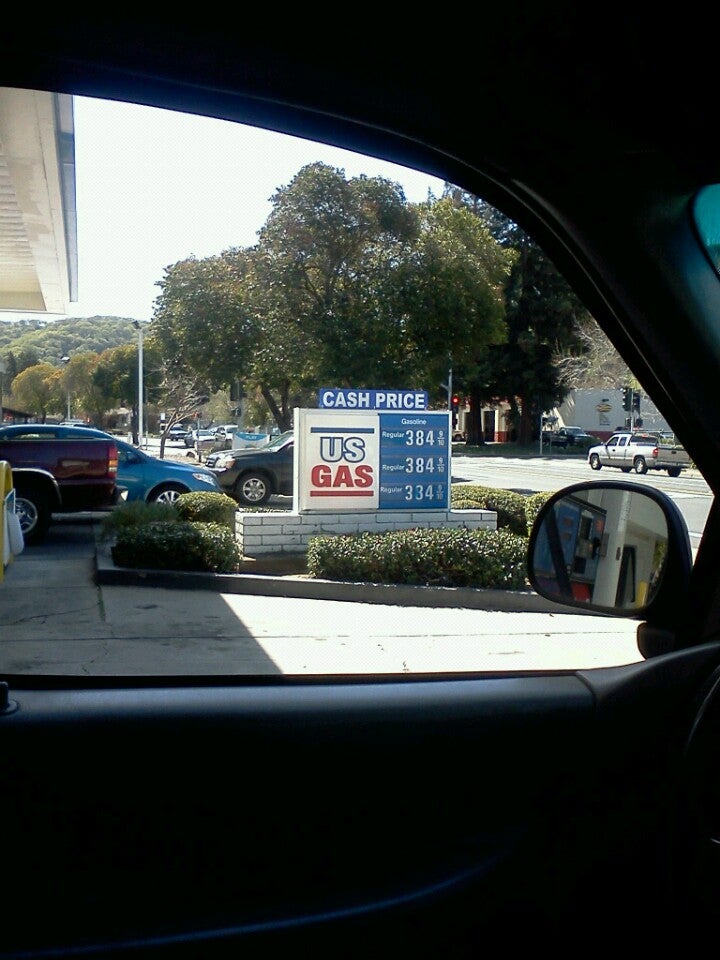 CASH PRICE
US
GAS
Gasoline
Regular 384 9/10
Regular 384 9/10
Regular 334 9/10